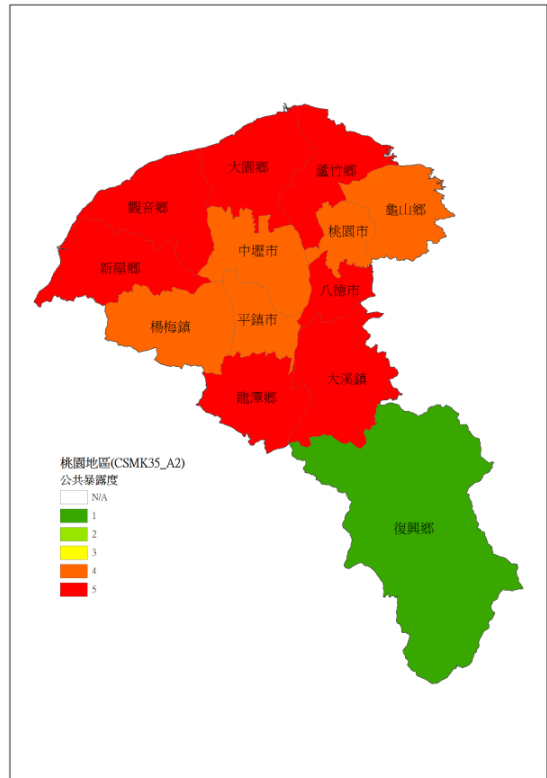 大園鄉
蘆竹鄉
觀音鄉
龜山鄉
桃園市
中壢市
新屋鄉
八德市
楊梅鎮
平鎮市
大溪鎮
龍潭鄉
桃園地區(CSMK35_A2)
公共暴露度
N/A
1
2
3
4
5
復興鄉